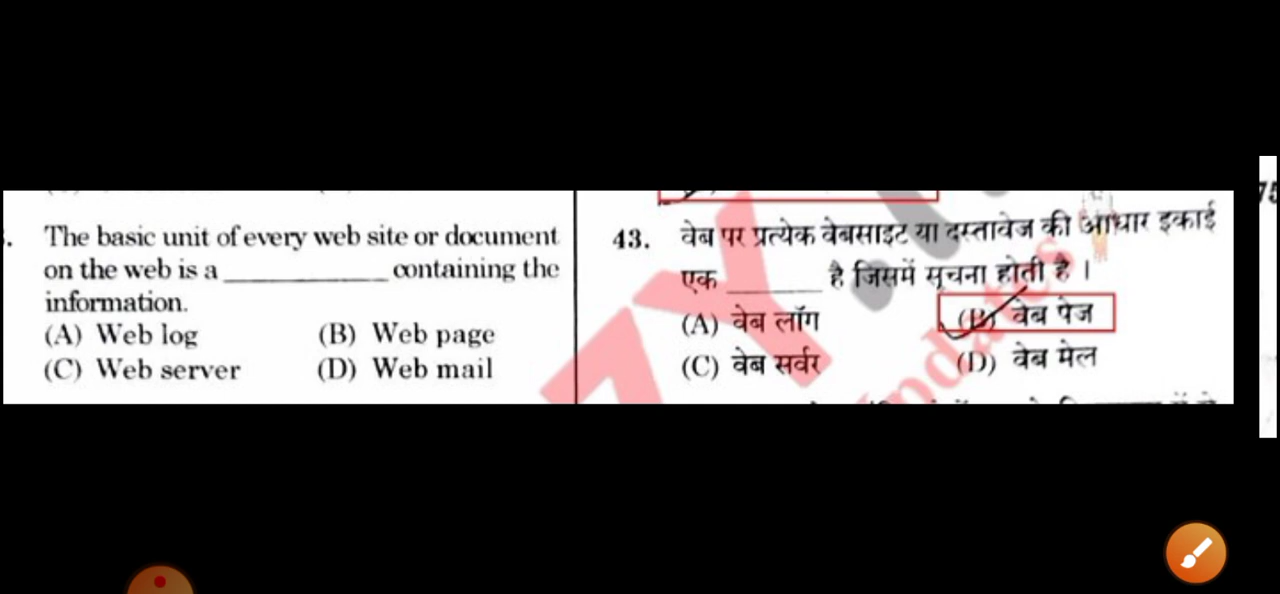 The basic unit of every web site or document
on the web is a ____________ containing the
information.
(A) Web log (B) Web page
(C) Web server (D) Web mail
43. वेब पर प्रत्येक वेबसाइट या दस्तावेज की आधार इकाई
एक ________ है जिसमें सूचना होती है ।
(A) वेब लॉग (B) वेब पेज
(C) वेब सर्वर (D) वेब मेल
75